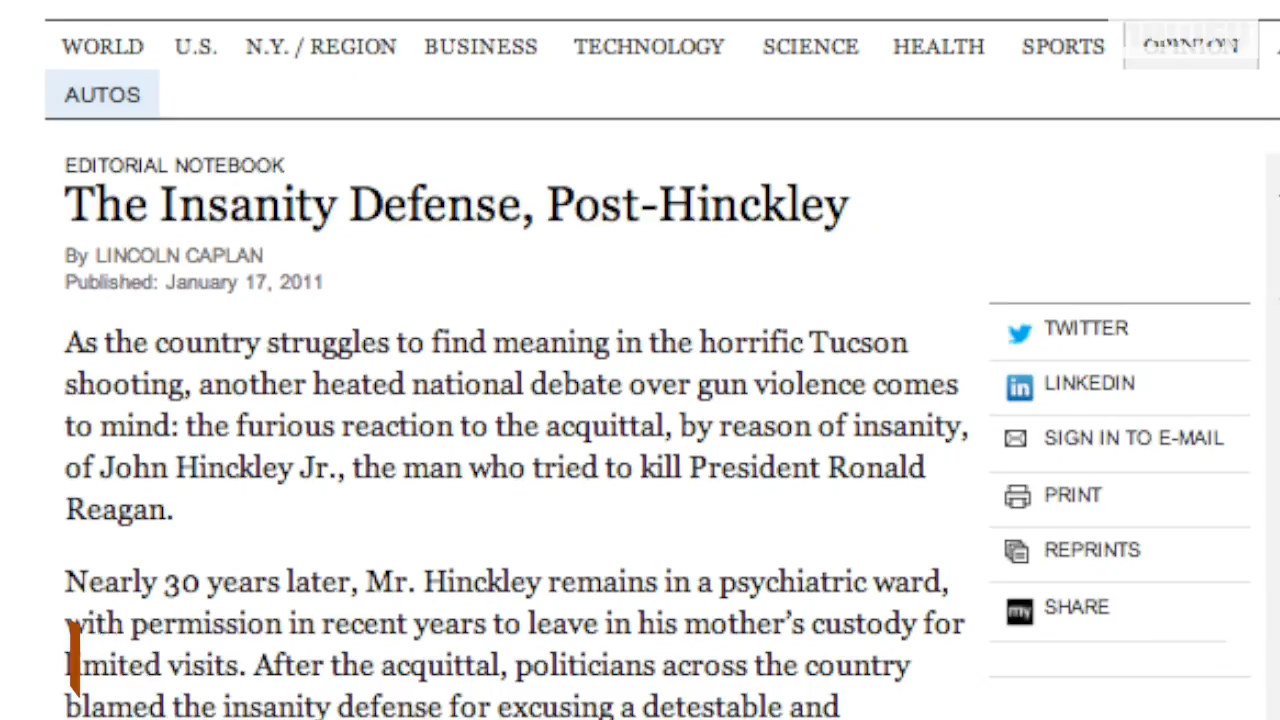 WORLD U.S. N.Y. / REGION BUSINESS TECHNOLOGY SCIENCE HEALTH SPORTS OPINION
AUTOS
EDITORIAL NOTEBOOK
The Insanity Defense, Post-Hinckley
By LINCOLN CAPLAN
Published: January 17, 2011
As the country struggles to find meaning in the horrific Tucson
shooting, another heated national debate over gun violence comes
to mind: the furious reaction to the acquittal, by reason of insanity,
of John Hinckley Jr., the man who tried to kill President Ronald
Reagan.
Nearly 30 years later, Mr. Hinckley remains in a psychiatric ward,
with permission in recent years to leave in his mother's custody for
limited visits. After the acquittal, politicians across the country
blamed the insanity defense for excusing a detestable and
TWITTER
in LINKEDIN
SIGN IN TO E-MAIL
PRINT
REPRINTS
my SHARE